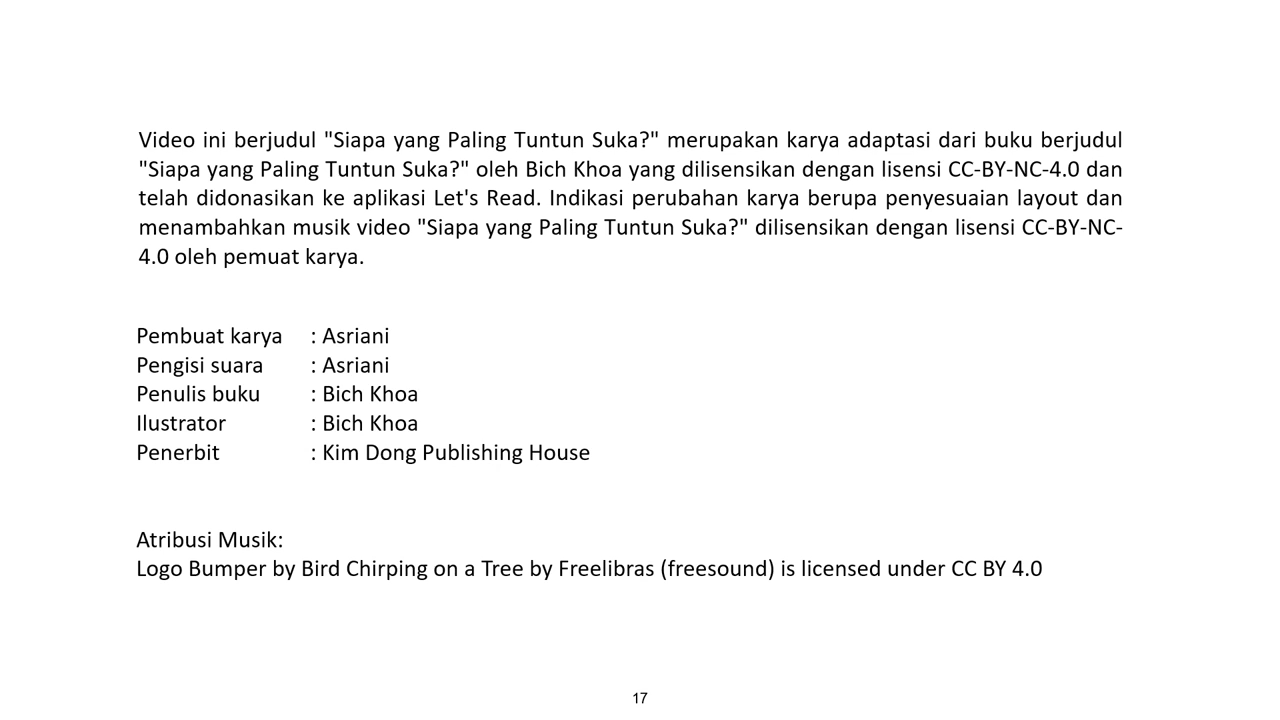 Video ini berjudul "Siapa yang Paling Tuntun Suka?" merupakan karya adaptasi dari buku berjudul
"Siapa yang Paling Tuntun Suka?" oleh Bich Khoa yang dilisensikan dengan lisensi CC-BY-NC-4.0 dan
telah didonasikan ke aplikasi Let's Read. Indikasi perubahan karya berupa penyesuaian layout dan
menambahkan musik video "Siapa yang Paling Tuntun Suka?" dilisensikan dengan lisensi CC-BY-NC-
4.0 oleh pemuat karya.
Pembuat karya : Asriani
Pengisi suara : Asriani
Penulis buku : Bich Khoa
Ilustrator : Bich Khoa
Penerbit : Kim Dong Publishing House
Atribusi Musik:
Logo Bumper by Bird Chirping on a Tree by Freelibras (freesound) is licensed under CC BY 4.0
17